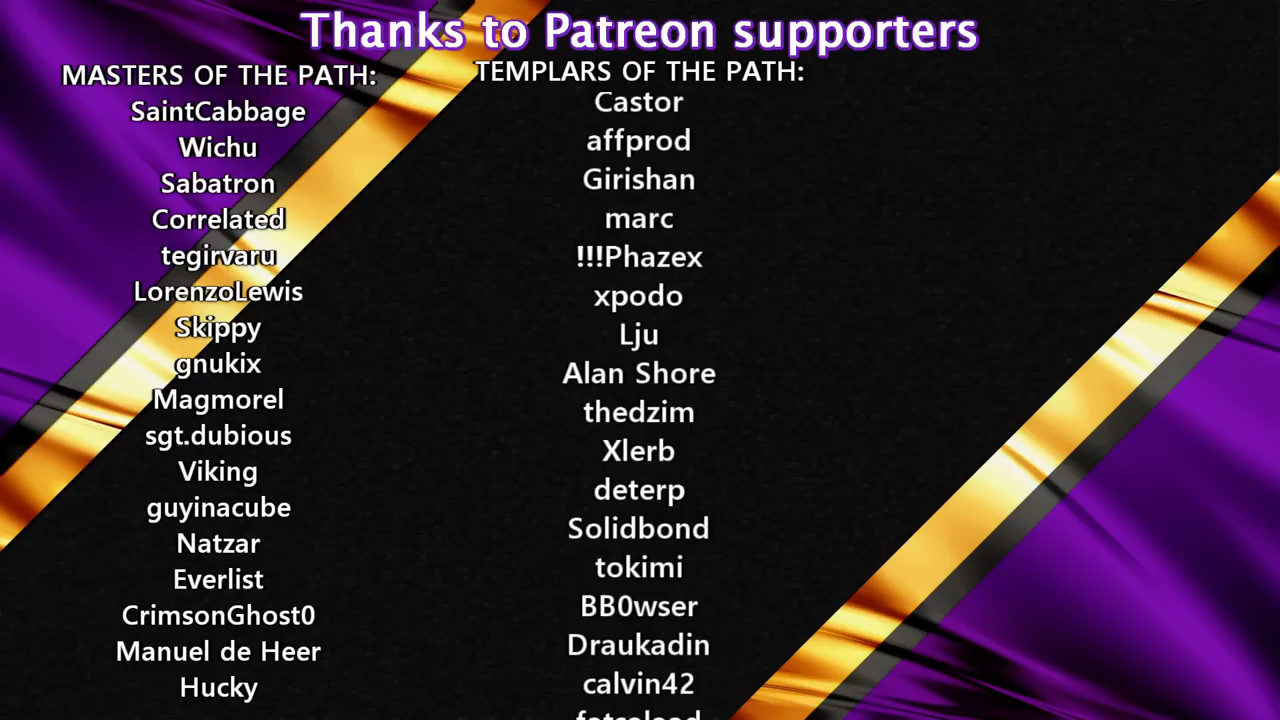 Thanks to Patreon supporters
MASTERS OF THE PATH:
SaintCabbage
Wichu
Sabatron
Correlated
tegirvaru
LorenzoLewis
Skippy
gnukix
Magmorel
sgt.dubious
Viking
guyinacube
Natzar
Everlist
CrimsonGhost0
Manuel de Heer
Hucky
TEMPLARS OF THE PATH:
Castor
affprod
Girishan
marc
!!!Phazex
xpodo
Lju
Alan Shore
thedzim
Xlerb
deterp
Solidbond
tokimi
BB0wser
Draukadin
calvin42